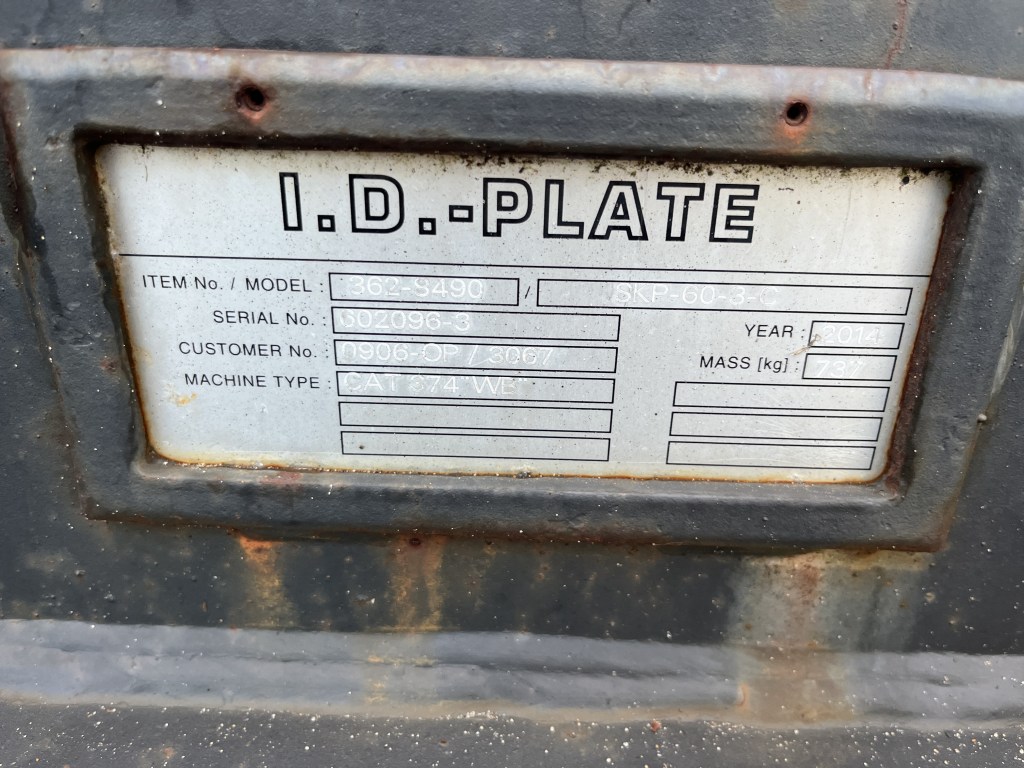 I.D.-PLATE
ITEM No. / MODEL : 362-S490 / SKP-60-3-C
SERIAL No. : 602096-3
YEAR : 2014
CUSTOMER No. : 0906-OP / 3067
MASS [kg] : 737
MACHINE TYPE : CAT 374 "WB"